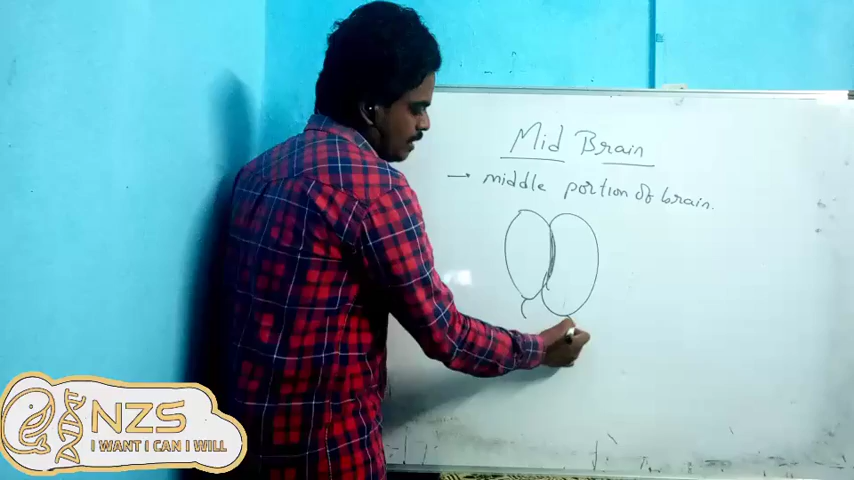 Mid Brain
→ middle portion of brain.
NZS
I WANT I CAN I WILL